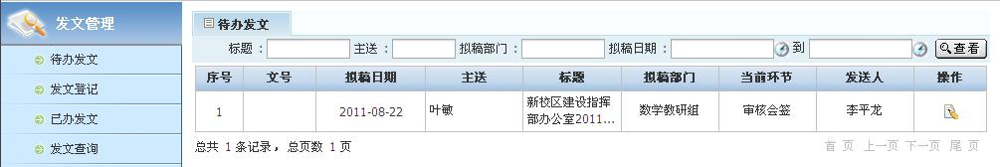 发文管理
待办发文
发文登记
已办发文
发文查询
待办发文
标题： 主送： 拟稿部门： 拟稿日期： 到 查看
序号 文号 拟稿日期 主送 标题 拟稿部门 当前环节 发送人 操作
1 2011-08-22 叶敏 新校区建设指挥部办公室2011... 数学教研组 审核会签 李平龙
总共 1 条记录，总页数 1 页 首 页 上一页 下一页 尾 页